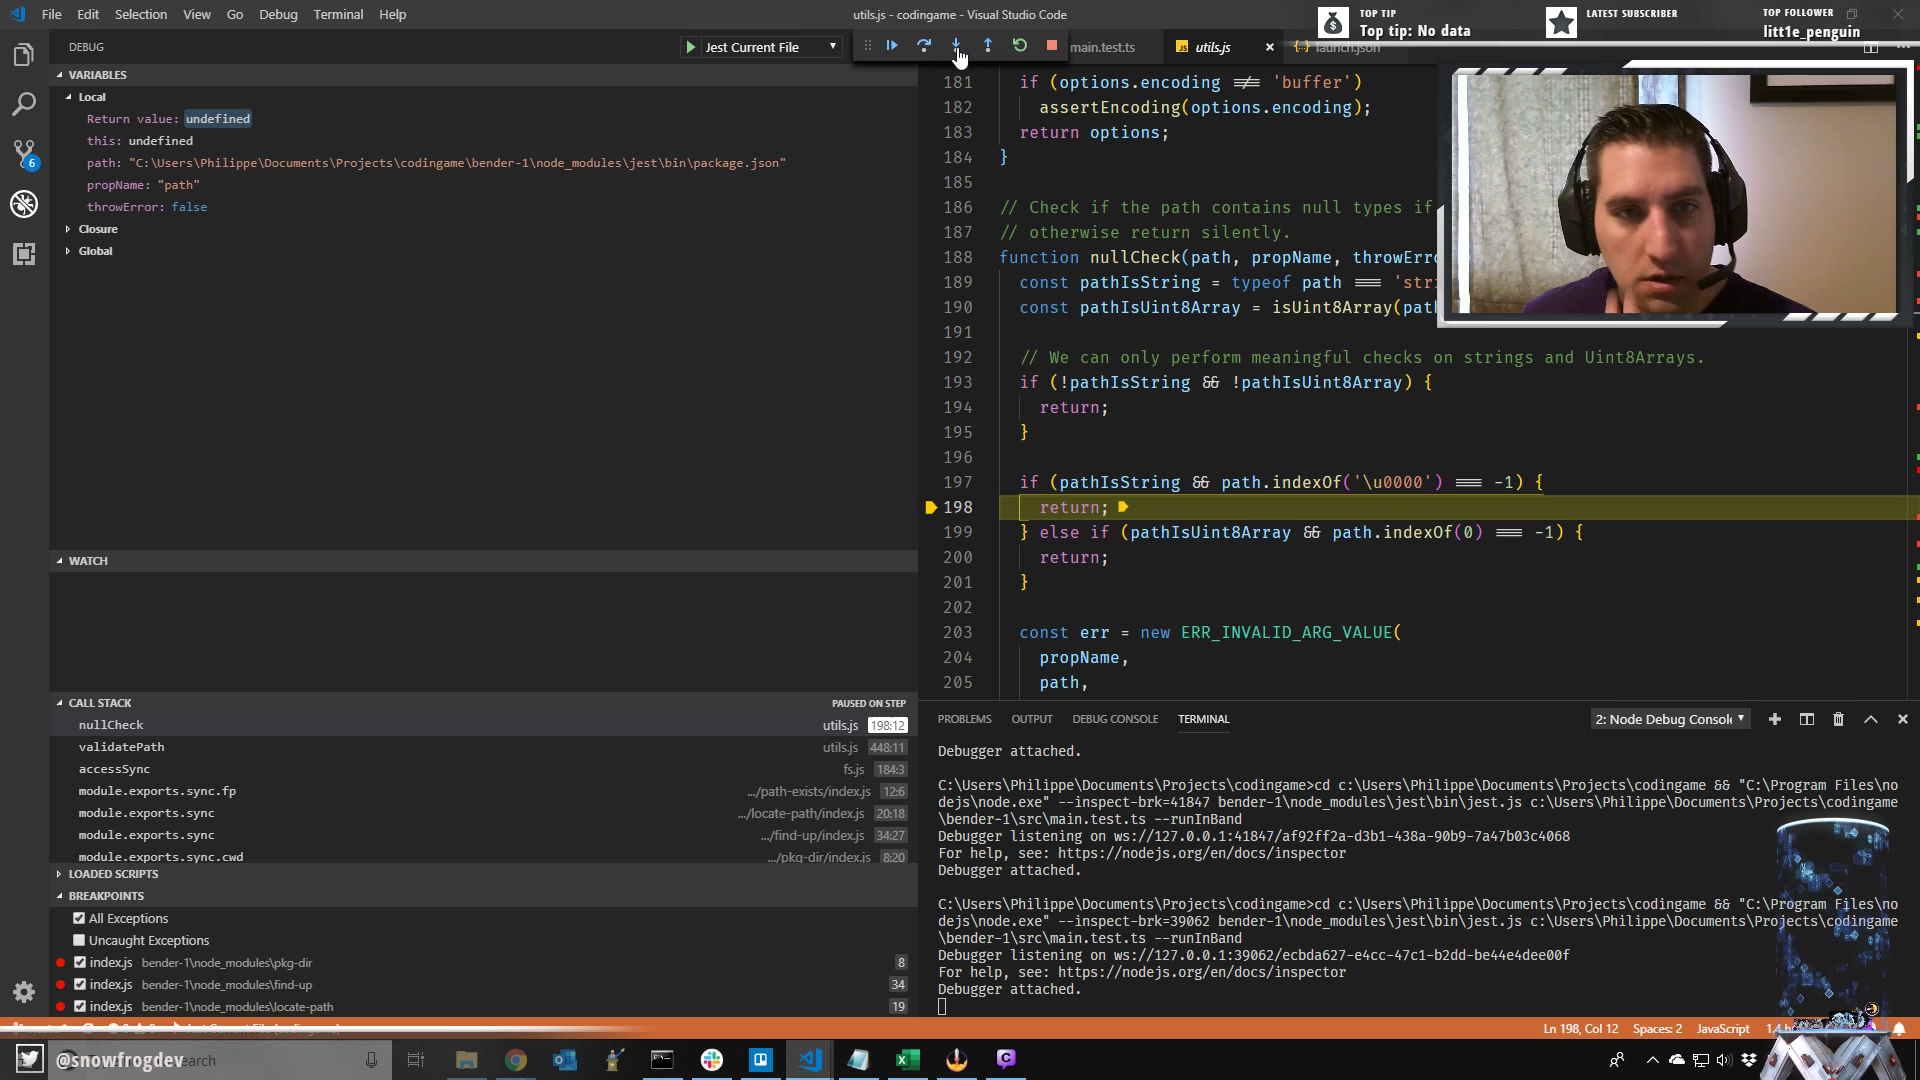 File Edit Selection View Go Debug Terminal Help
utils.js - codingame - Visual Studio Code
TOP TIP
Top tip: No data
LATEST SUBSCRIBER
TOP FOLLOWER
litt1e_penguin
DEBUG
Jest Current File
main.test.ts
JS utils.js
launch.json
VARIABLES
Local
Return value: undefined
this: undefined
path: "C:\Users\Philippe\Documents\Projects\codingame\bender-1\node_modules\jest\bin\package.json"
propName: "path"
throwError: false
Closure
Global
WATCH
CALL STACK PAUSED ON STEP
nullCheck utils.js 198:12
validatePath utils.js 448:11
accessSync fs.js 184:3
module.exports.sync.fp .../path-exists/index.js 12:6
module.exports.sync .../locate-path/index.js 20:18
module.exports.sync .../find-up/index.js 34:27
module.exports.sync.cwd .../pkg-dir/index.js 8:20
LOADED SCRIPTS
BREAKPOINTS
All Exceptions
Uncaught Exceptions
index.js bender-1\node_modules\pkg-dir 8
index.js bender-1\node_modules\find-up 34
index.js bender-1\node_modules\locate-path 19
6
181 if (options.encoding !== 'buffer')
182 assertEncoding(options.encoding);
183 return options;
184 }
185
186 // Check if the path contains null types if
187 // otherwise return silently.
188 function nullCheck(path, propName, throwErro
189 const pathIsString = typeof path === 'stri
190 const pathIsUint8Array = isUint8Array(path
191
192 // We can only perform meaningful checks on strings and Uint8Arrays.
193 if (!pathIsString && !pathIsUint8Array) {
194 return;
195 }
196
197 if (pathIsString && path.indexOf('\u0000') === -1) {
198 return;
199 } else if (pathIsUint8Array && path.indexOf(0) === -1) {
200 return;
201 }
202
203 const err = new ERR_INVALID_ARG_VALUE(
204 propName,
205 path,
PROBLEMS OUTPUT DEBUG CONSOLE TERMINAL
2: Node Debug Console
Debugger attached.
C:\Users\Philippe\Documents\Projects\codingame>cd c:\Users\Philippe\Documents\Projects\codingame && "C:\Program Files\no
dejs\node.exe" --inspect-brk=41847 bender-1\node_modules\jest\bin\jest.js c:\Users\Philippe\Documents\Projects\codingame
\bender-1\src\main.test.ts --runInBand
Debugger listening on ws://127.0.0.1:41847/af92ff2a-d3b1-438a-90b9-7a47b03c4068
For help, see: https://nodejs.org/en/docs/inspector
Debugger attached.
C:\Users\Philippe\Documents\Projects\codingame>cd c:\Users\Philippe\Documents\Projects\codingame && "C:\Program Files\no
dejs\node.exe" --inspect-brk=39062 bender-1\node_modules\jest\bin\jest.js c:\Users\Philippe\Documents\Projects\codingame
\bender-1\src\main.test.ts --runInBand
Debugger listening on ws://127.0.0.1:39062/ecbda627-e4cc-47c1-b2dd-be44e4dee00f
For help, see: https://nodejs.org/en/docs/inspector
Debugger attached.
Ln 198, Col 12 Spaces: 2 JavaScript
@snowfrogdev